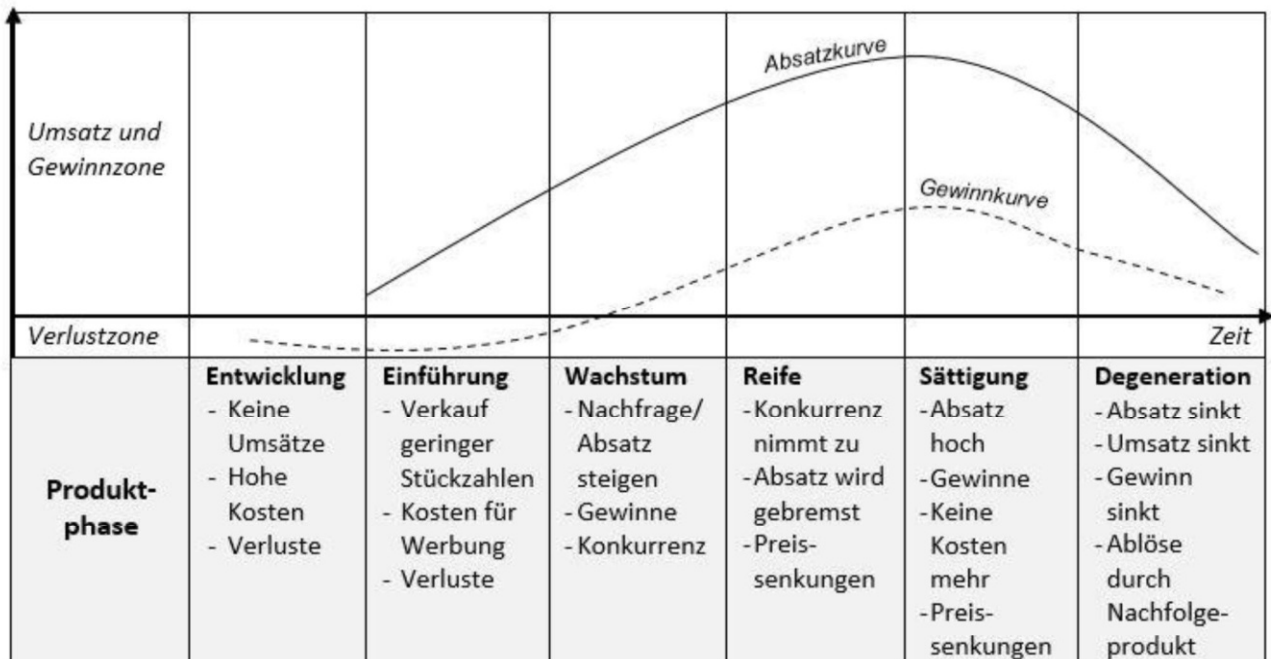 Absatzkurve
Umsatz und
Gewinnzone
Gewinnkurve
Verlustzone
Zeit
Produkt-
phase
Entwicklung
- Keine
Umsätze
- Hohe
Kosten
- Verluste
Einführung
- Verkauf
geringer
Stückzahlen
- Kosten für
Werbung
- Verluste
Wachstum
- Nachfrage/
Absatz
steigen
- Gewinne
- Konkurrenz
Reife
- Konkurrenz
nimmt zu
- Absatz wird
gebremst
- Preis-
senkungen
Sättigung
- Absatz
hoch
- Gewinne
- Keine
Kosten
mehr
- Preis-
senkungen
Degeneration
- Absatz sinkt
- Umsatz sinkt
- Gewinn
sinkt
- Ablöse
durch
Nachfolge-
produkt